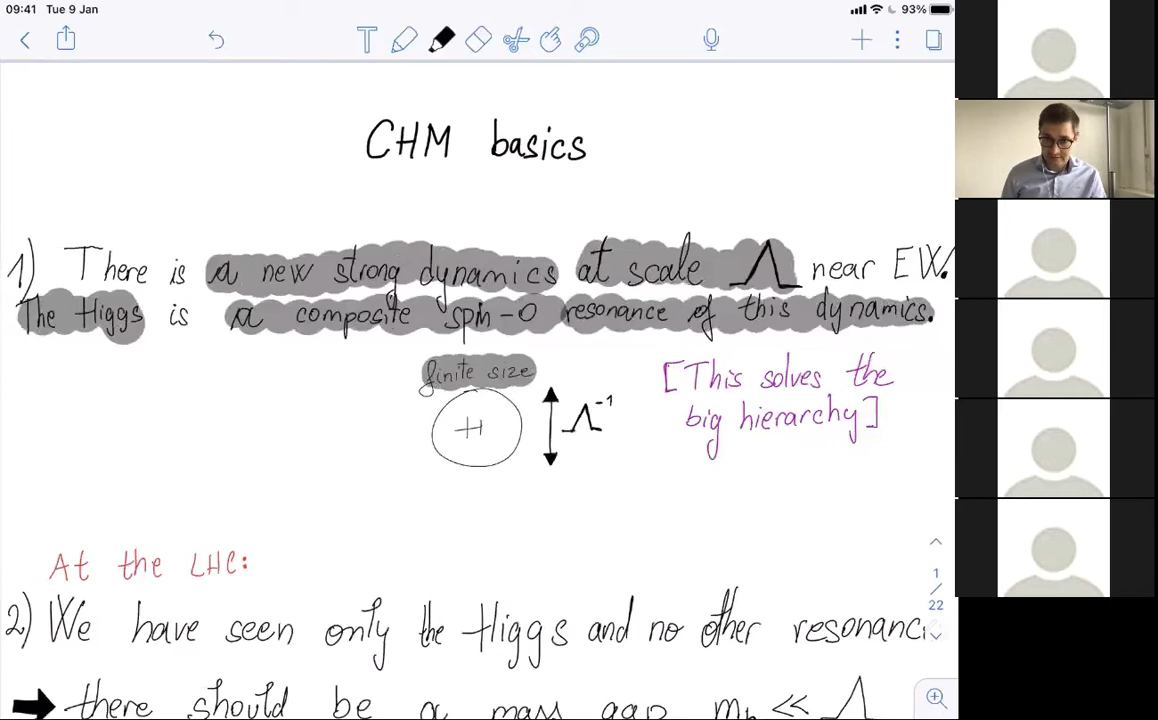 09:41 Tue 9 Jan
93%
CHM basics
1) There is a new strong dynamics at scale Λ near EW.
The Higgs is a composite spin-0 resonance of this dynamics.
finite size
H
Λ⁻¹
[This solves the
big hierarchy]
At the LHC:
2) We have seen only the Higgs and no other resonanc
1
/
22
➡ there should be a mass gap mₕ << Λ